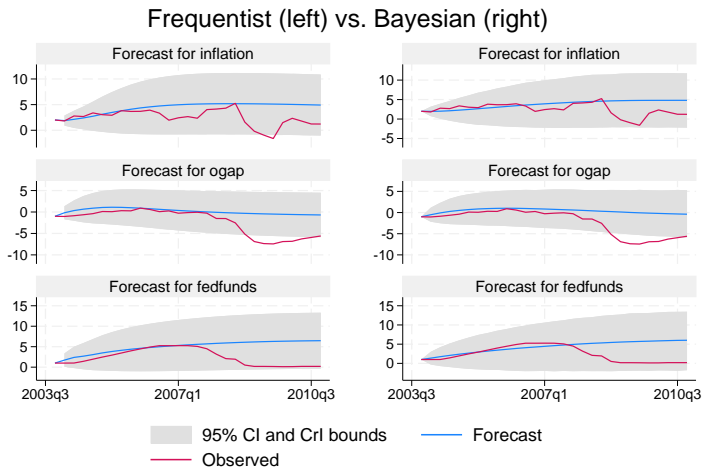 Frequentist (left) vs. Bayesian (right)
Forecast for inflation
10
5
0
Forecast for inflation
10
5
0
-5
Forecast for ogap
5
0
-5
-10
Forecast for ogap
5
0
-5
-10
Forecast for fedfunds
15
10
5
0
2003q3 2007q1 2010q3
Forecast for fedfunds
15
10
5
0
2003q3 2007q1 2010q3
95% CI and CrI bounds Forecast
Observed